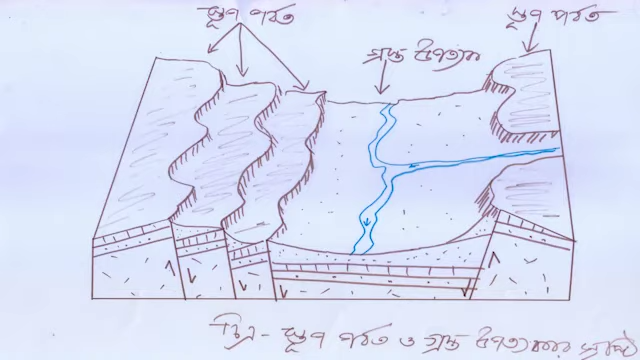 স্তুপ পর্বত
স্তুপ পর্বত
গ্রস্ত উপত্যকা
চিত্র - স্তুপ পর্বত ও গ্রস্ত উপত্যকার